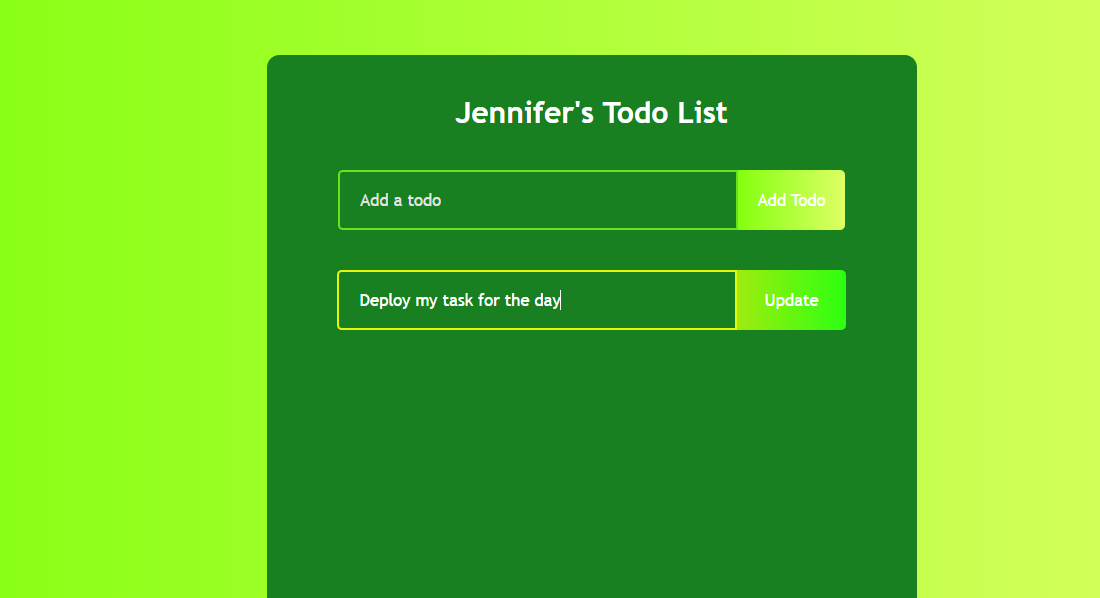 Jennifer's Todo List
Add a todo
Add Todo
Deploy my task for the day
Update